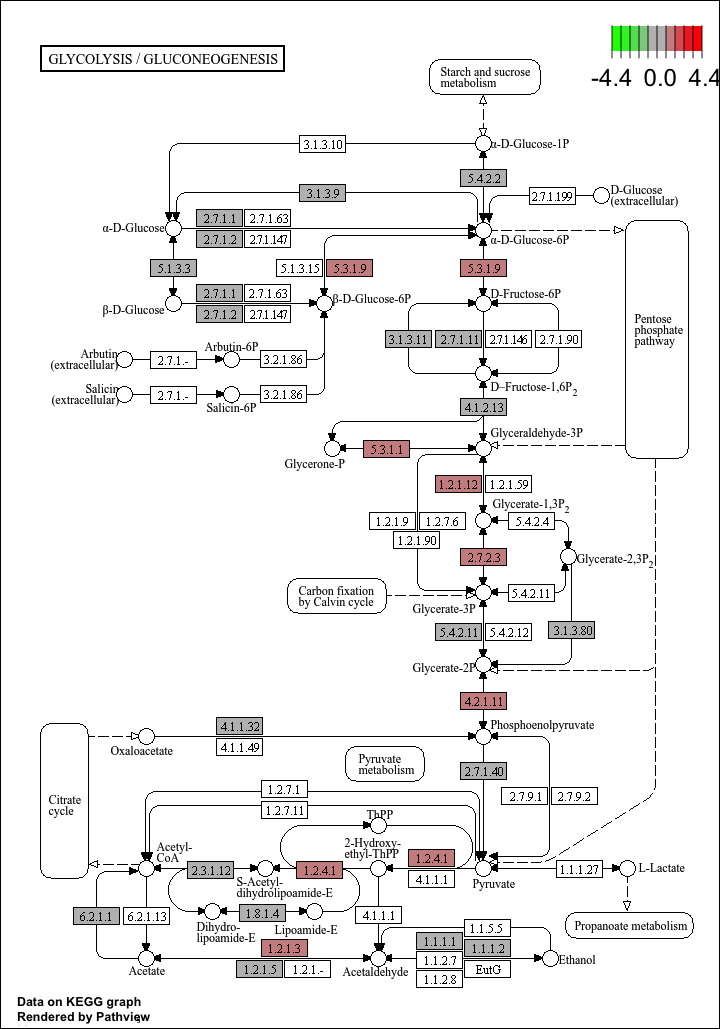 GLYCOLYSIS / GLUCONEOGENESIS
-4.4 0.0 4.4
Starch and sucrose
metabolism
3.1.3.10
α-D-Glucose-1P
5.4.2.2
3.1.3.9
2.7.1.199
D-Glucose
(extracellular)
2.7.1.1
2.7.1.63
α-D-Glucose
2.7.1.2
2.7.1.147
α-D-Glucose-6P
5.1.3.3
5.1.3.15
5.3.1.9
5.3.1.9
2.7.1.1
2.7.1.63
β-D-Glucose
2.7.1.2
2.7.1.147
β-D-Glucose-6P
D-Fructose-6P
Pentose
phosphate
pathway
3.1.3.11
2.7.1.11
2.7.1.146
2.7.1.90
Arbutin
(extracellular)
2.7.1.-
Arbutin-6P
3.2.1.86
Salicin
(extracellular)
2.7.1.-
Salicin-6P
3.2.1.86
D-Fructose-1,6P2
4.1.2.13
Glyceraldehyde-3P
5.3.1.1
Glycerone-P
1.2.1.12
1.2.1.59
Glycerate-1,3P2
1.2.1.9
1.2.7.6
1.2.1.90
5.4.2.4
2.7.2.3
Glycerate-2,3P2
Carbon fixation
by Calvin cycle
5.4.2.11
Glycerate-3P
5.4.2.11
5.4.2.12
3.1.3.80
Glycerate-2P
4.2.1.11
4.1.1.32
Oxaloacetate
4.1.1.49
Phosphoenolpyruvate
Pyruvate
metabolism
2.7.1.40
Citrate
cycle
1.2.7.1
1.2.7.11
2.7.9.1
2.7.9.2
ThPP
Acetyl-
CoA
2-Hydroxy-
ethyl-ThPP
2.3.1.12
S-Acetyl-
dihydrolipoamide-E
1.2.4.1
1.2.4.1
4.1.1.1
Pyruvate
1.1.1.27
L-Lactate
6.2.1.1
6.2.1.13
1.8.1.4
Dihydro-
lipoamide-E
Lipoamide-E
4.1.1.1
Propanoate metabolism
1.2.1.3
1.2.1.5
1.2.1.-
Acetate
Acetaldehyde
1.1.5.5
1.1.1.1
1.1.1.2
1.1.2.7
EutG
1.1.2.8
Ethanol
Data on KEGG graph
Rendered by Pathview